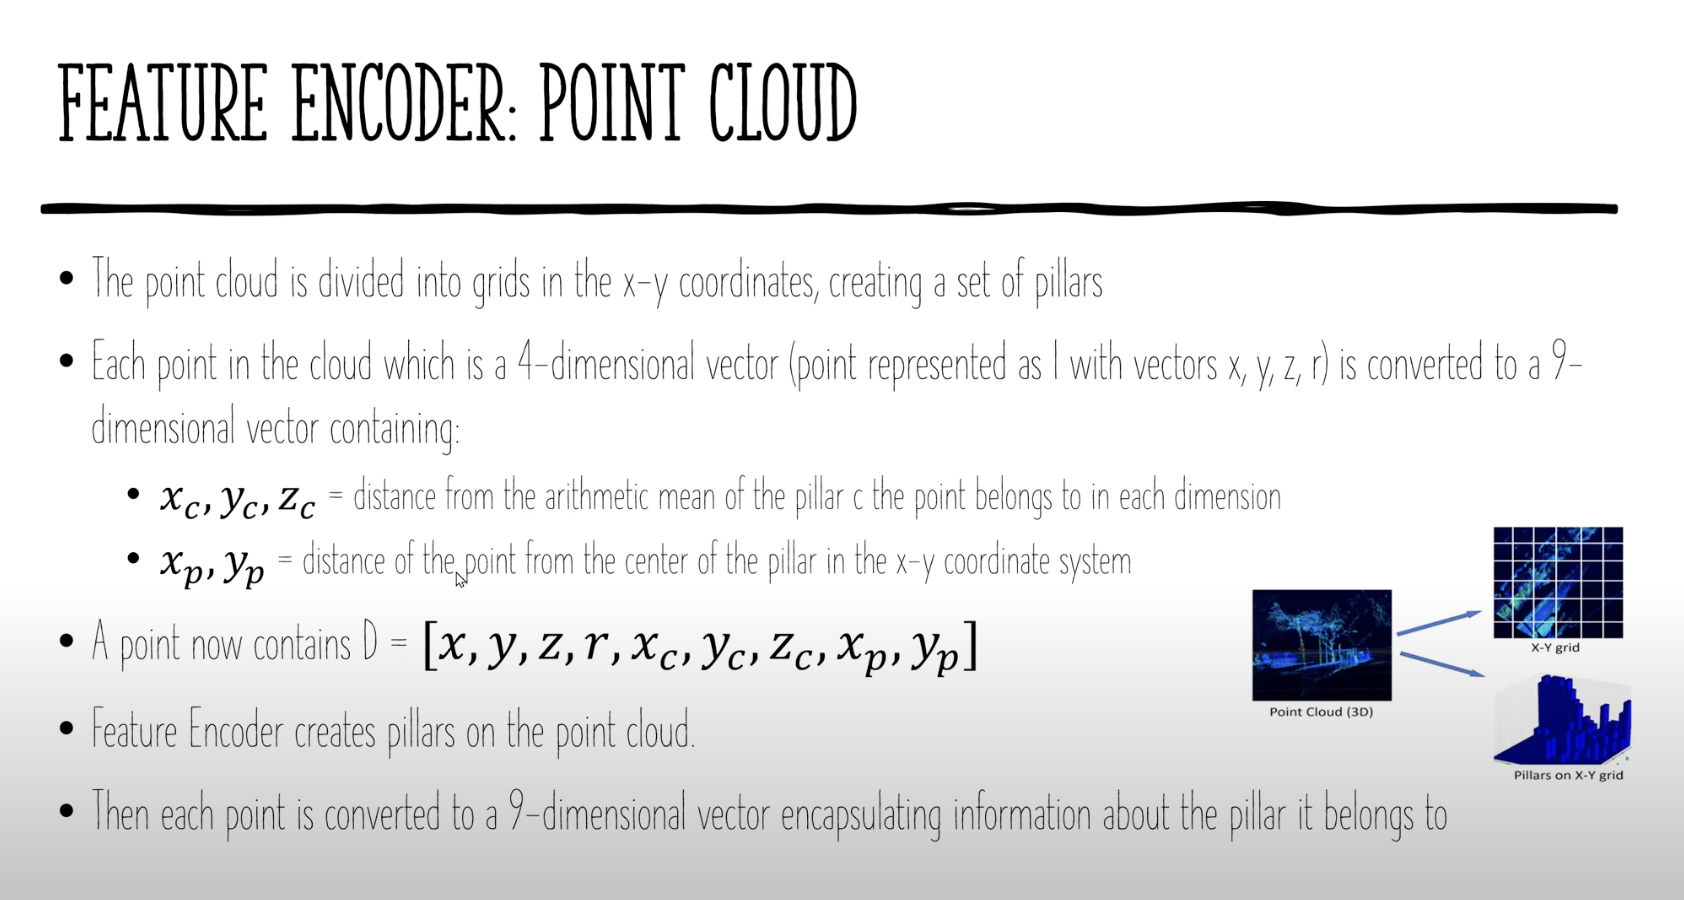 FEATURE ENCODER: POINT CLOUD
• The point cloud is divided into grids in the x-y coordinates, creating a set of pillars
• Each point in the cloud which is a 4-dimensional vector (point represented as l with vectors x, y, z, r) is converted to a 9-
dimensional vector containing:
• x_c, y_c, z_c = distance from the arithmetic mean of the pillar c the point belongs to in each dimension
• x_p, y_p = distance of the point from the center of the pillar in the x-y coordinate system
• A point now contains D = [x, y, z, r, x_c, y_c, z_c, x_p, y_p]
• Feature Encoder creates pillars on the point cloud.
• Then each point is converted to a 9-dimensional vector encapsulating information about the pillar it belongs to
Point Cloud (3D)
X-Y grid
Pillars on X-Y grid